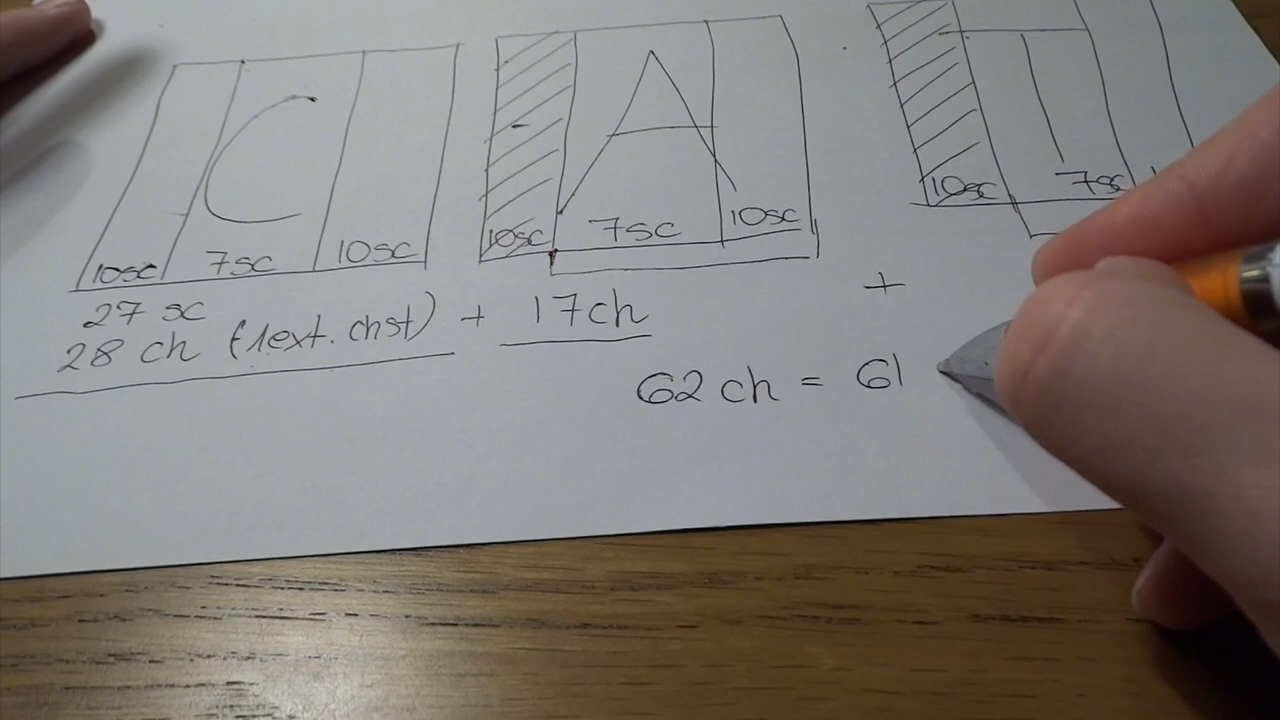 C A T
10sc 7sc 10sc 10sc 7sc 10sc 10sc 7sc
27 sc
28 ch (1ext. chst) + 17ch +
62 ch = 61